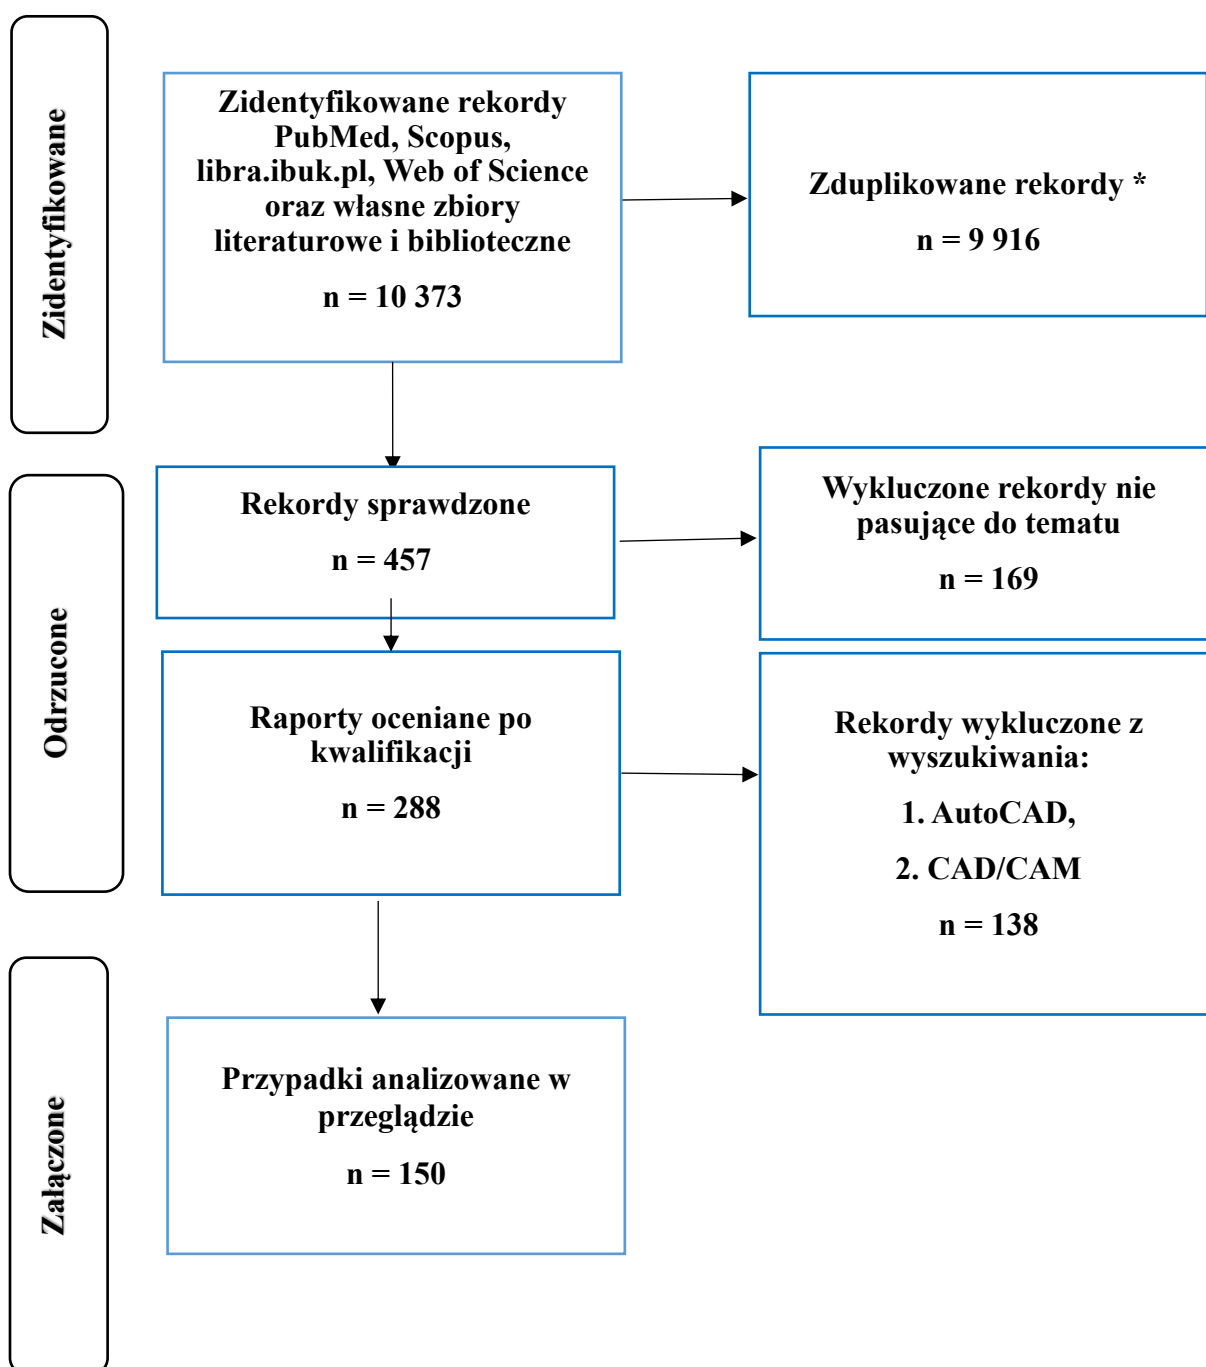 Zidentyfikowane
Zidentyfikowane rekordy
PubMed, Scopus,
libra.ibuk.pl, Web of Science
oraz własne zbiory
literaturowe i biblioteczne
n = 10 373
Zduplikowane rekordy *
n = 9 916
Odrzucone
Rekordy sprawdzone
n = 457
Wykluczone rekordy nie
pasujące do tematu
n = 169
Raporty oceniane po
kwalifikacji
n = 288
Rekordy wykluczone z
wyszukiwania:
1. AutoCAD,
2. CAD/CAM
n = 138
Załączone
Przypadki analizowane w
przeglądzie
n = 150